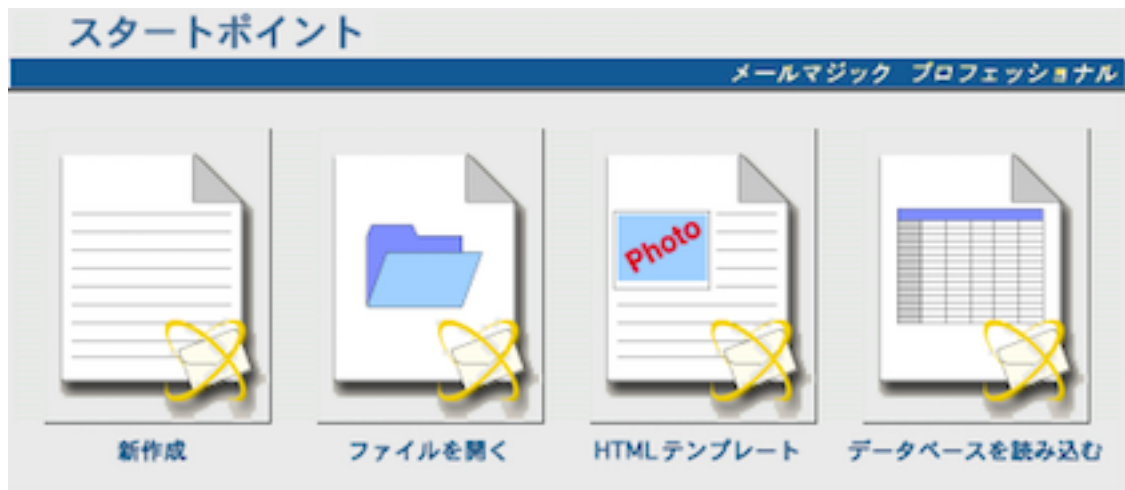 スタートポイント
メールマジック プロフェッショナル
Photo
新作成
ファイルを開く
HTMLテンプレート
データベースを読み込む